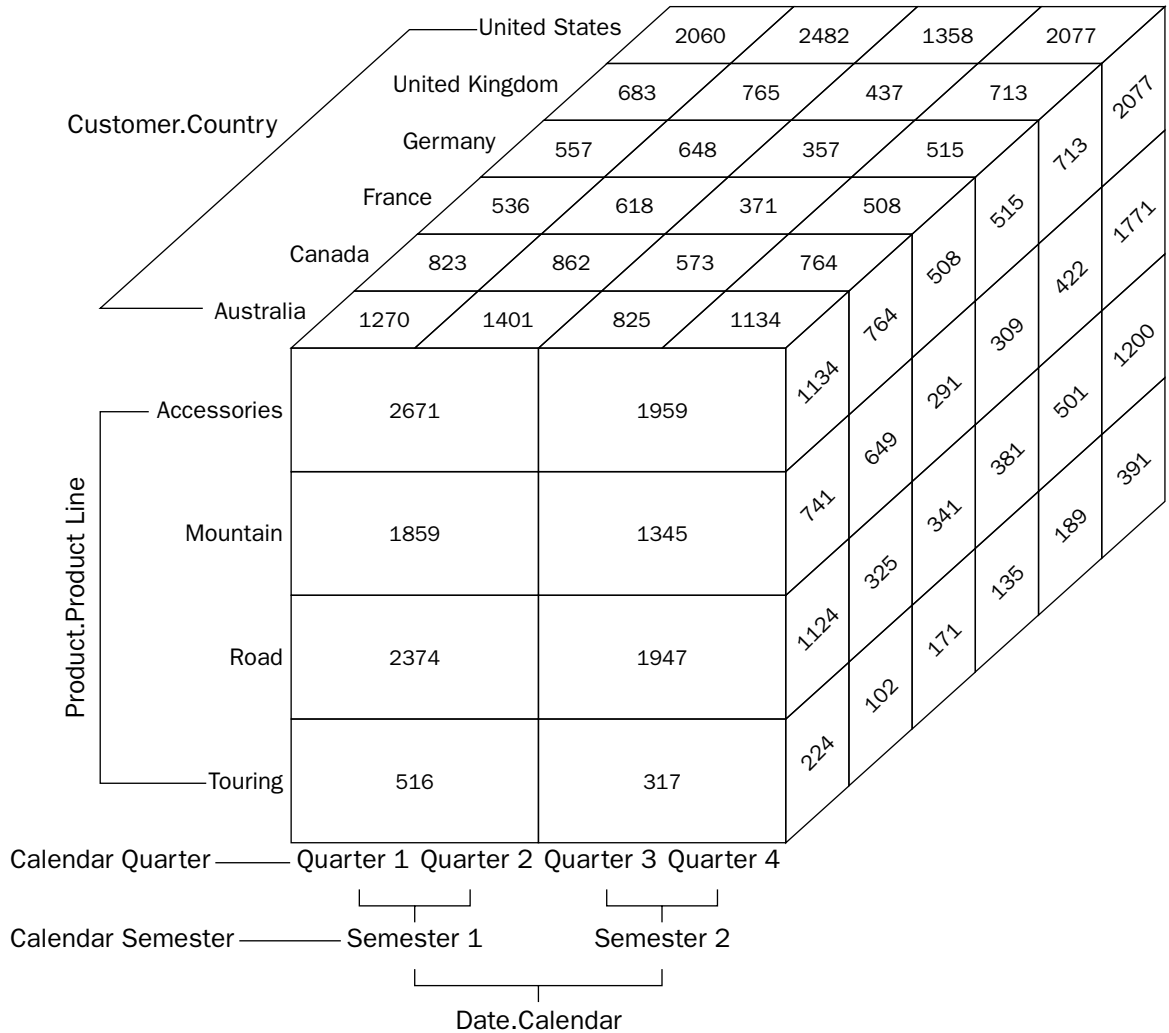 United States 2060 2482 1358 2077
United Kingdom 683 765 437 713 2077
Customer.Country
Germany 557 648 357 515 713
France 536 618 371 508 515 1771
Canada 823 862 573 764 508 422
Australia 1270 1401 825 1134 764 309 1200
Accessories 2671 1959 1134 291 501
Product.Product Line
649 381 391
Mountain 1859 1345 741 341 189
325 135
Road 2374 1947 1124 171
102
Touring 516 317 224
Calendar Quarter Quarter 1 Quarter 2 Quarter 3 Quarter 4
Calendar Semester Semester 1 Semester 2
Date.Calendar